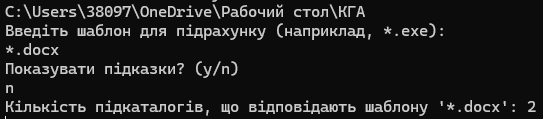 C:\Users\38097\OneDrive\Рабочий стол\КГА
Введіть шаблон для підрахунку (наприклад, *.exe):
*.docx
Показувати підказки? (y/n)
n
Кількість підкаталогів, що відповідають шаблону '*.docx': 2